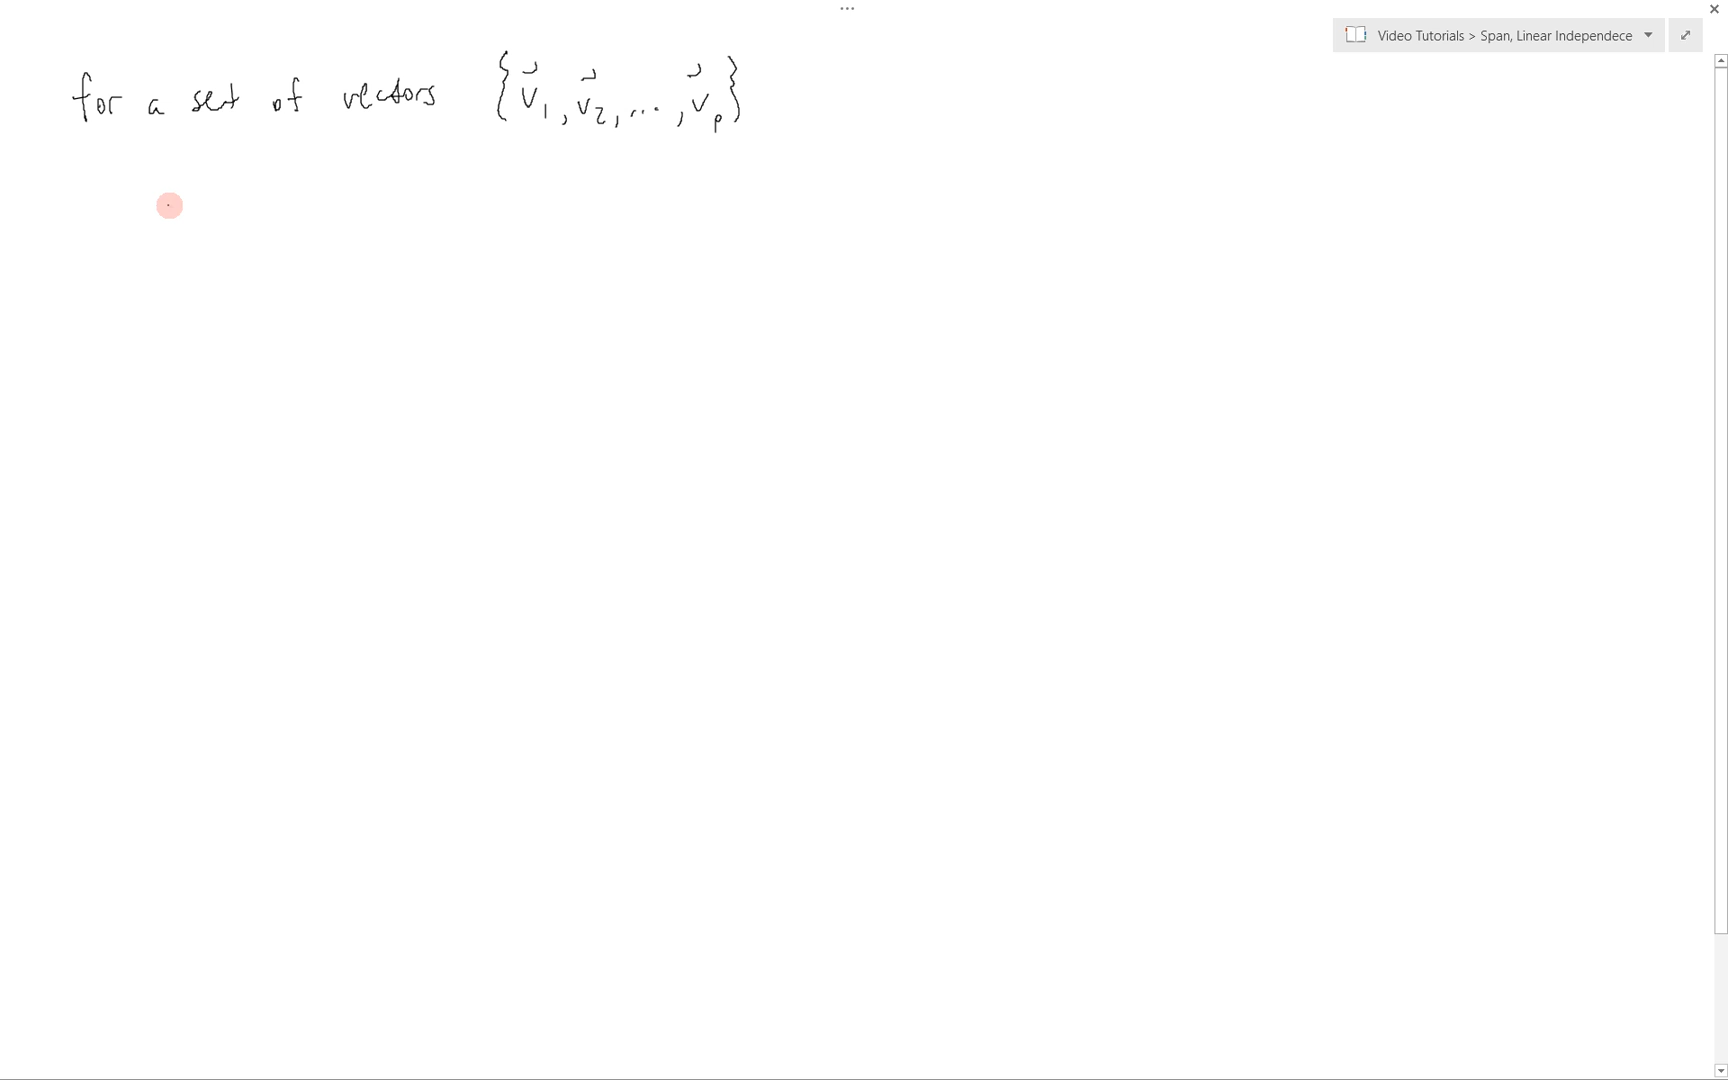 ...
Video Tutorials > Span, Linear Independece
for a set of vectors {v⃗₁, v⃗₂, ..., v⃗ₚ}